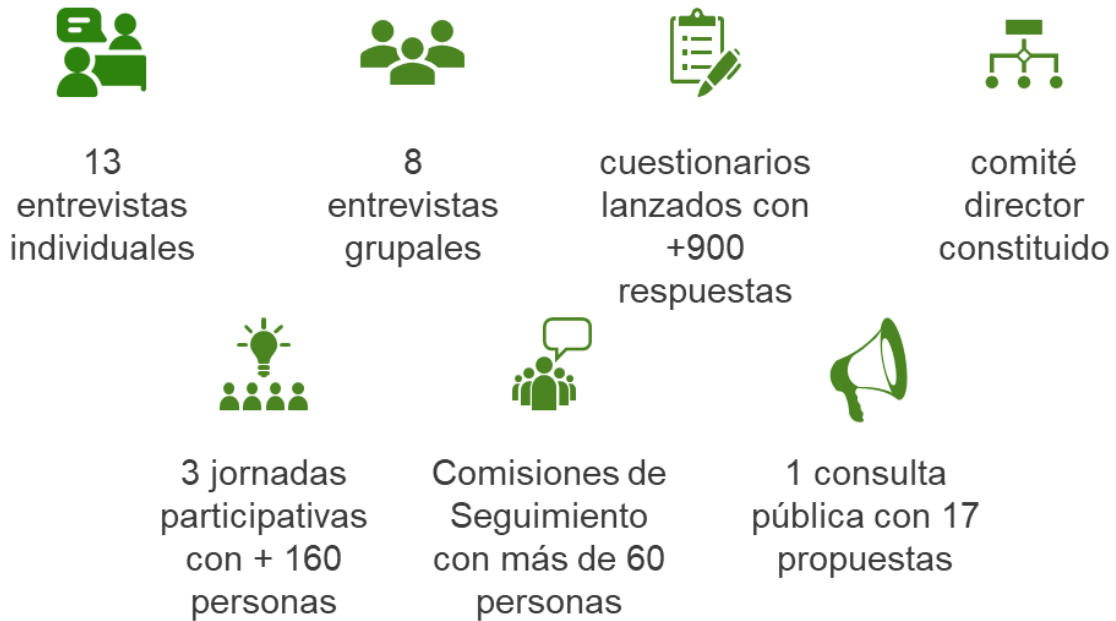 13
entrevistas
individuales
8
entrevistas
grupales
cuestionarios
lanzados con
+900
respuestas
comité
director
constituido
3 jornadas
participativas
con + 160
personas
Comisiones de
Seguimiento
con más de 60
personas
1 consulta
pública con 17
propuestas